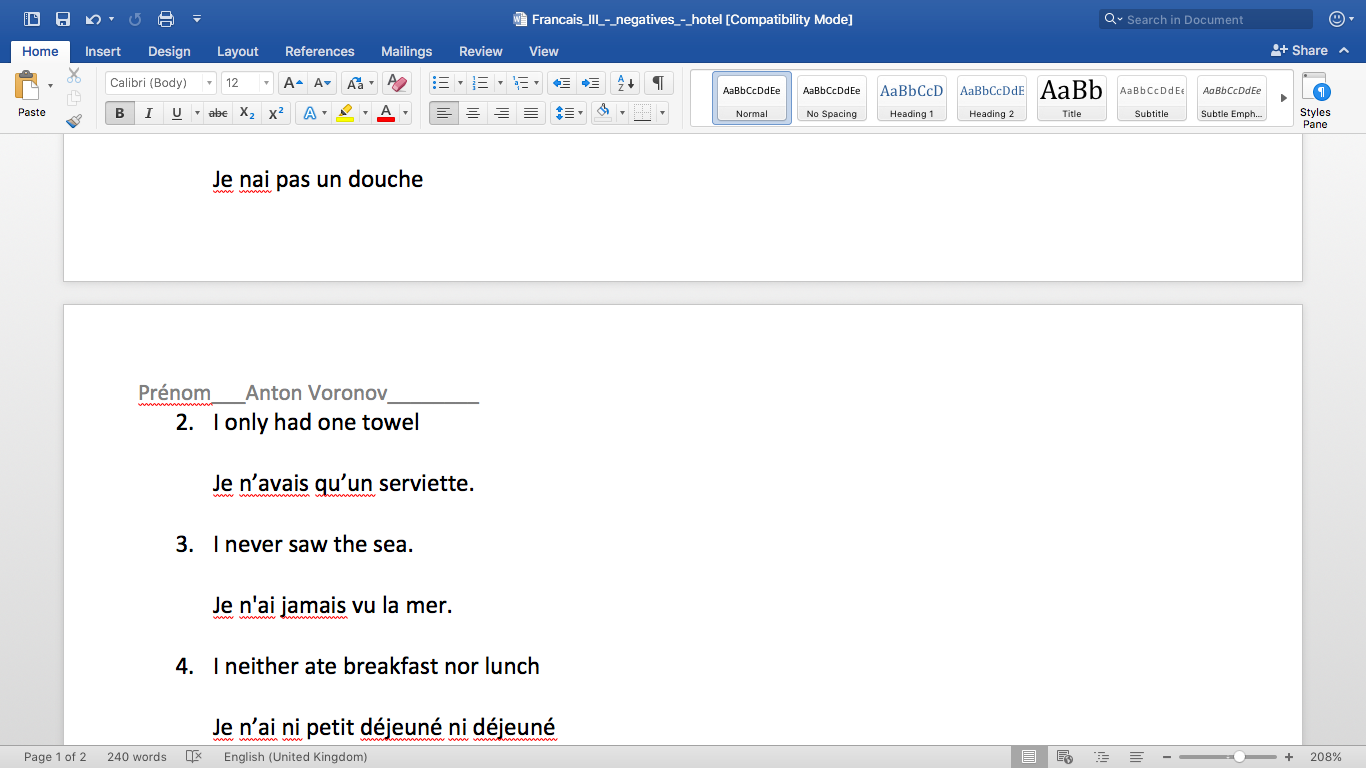 Francais_III_-_negatives_-_hotel [Compatibility Mode]
Search in Document
Home Insert Design Layout References Mailings Review View
Share
Paste
Calibri (Body) 12
AaBbCcDdEe AaBbCcDdEe AaBbCcD AaBbCcDdE AaBb AaBbCcDdEe AaBbCcDdEe
Normal No Spacing Heading 1 Heading 2 Title Subtitle Subtle Emph...
Styles Pane
B I U abc X₂ X² A A
Je nai pas un douche
Prénom___Anton Voronov________
2. I only had one towel
Je n’avais qu’un serviette.
3. I never saw the sea.
Je n'ai jamais vu la mer.
4. I neither ate breakfast nor lunch
Je n’ai ni petit déjeuné ni déjeuné
Page 1 of 2 240 words English (United Kingdom) 208%